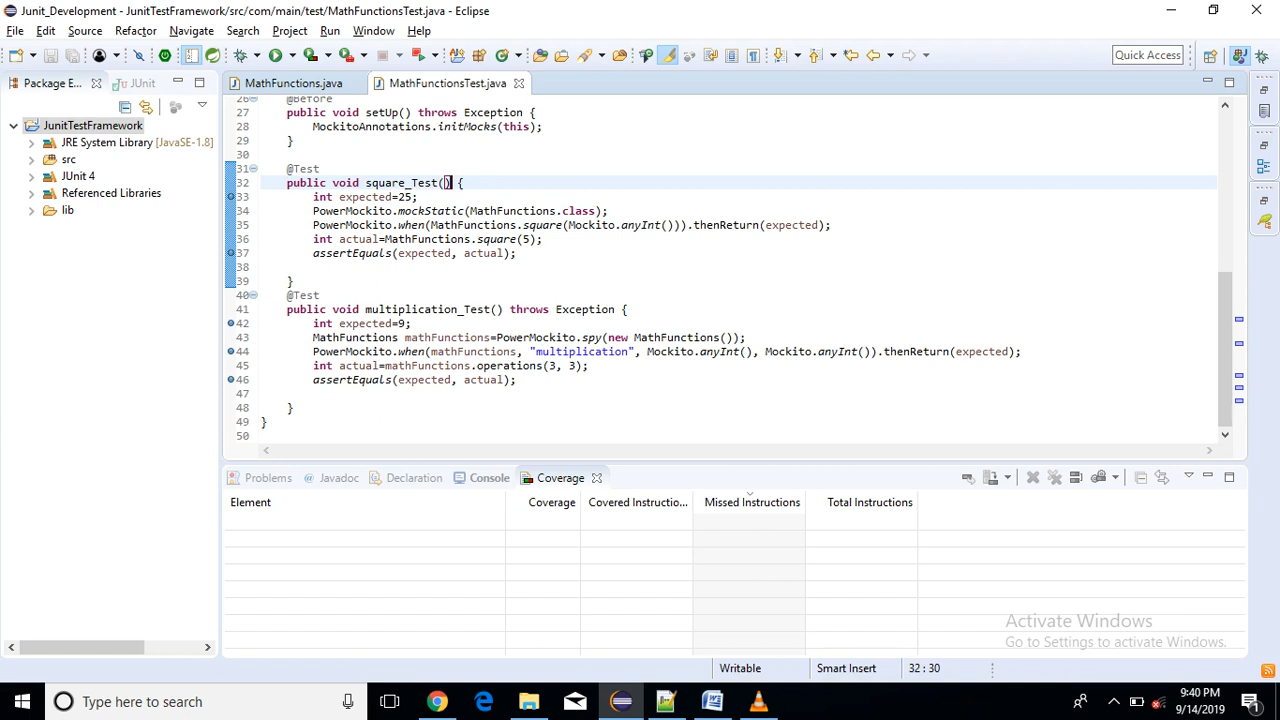 Junit_Development - JunitTestFramework/src/com/main/test/MathFunctionsTest.java - Eclipse
File Edit Source Refactor Navigate Search Project Run Window Help
Quick Access
Package E... JUnit
MathFunctions.java MathFunctionsTest.java
JunitTestFramework
JRE System Library [JavaSE-1.8]
src
JUnit 4
Referenced Libraries
lib
26 @Before
27 public void setUp() throws Exception {
28 MockitoAnnotations.initMocks(this);
29 }
30
31 @Test
32 public void square_Test() {
33 int expected=25;
34 PowerMockito.mockStatic(MathFunctions.class);
35 PowerMockito.when(MathFunctions.square(Mockito.anyInt())).thenReturn(expected);
36 int actual=MathFunctions.square(5);
37 assertEquals(expected, actual);
38
39 }
40 @Test
41 public void multiplication_Test() throws Exception {
42 int expected=9;
43 MathFunctions mathFunctions=PowerMockito.spy(new MathFunctions());
44 PowerMockito.when(mathFunctions, "multiplication", Mockito.anyInt(), Mockito.anyInt()).thenReturn(expected);
45 int actual=mathFunctions.operations(3, 3);
46 assertEquals(expected, actual);
47
48 }
49 }
50
Problems @ Javadoc Declaration Console Coverage
Element Coverage Covered Instructio... Missed Instructions Total Instructions
Activate Windows
Go to Settings to activate Windows.
Writable Smart Insert 32 : 30
Type here to search
9:40 PM
9/14/2019
1